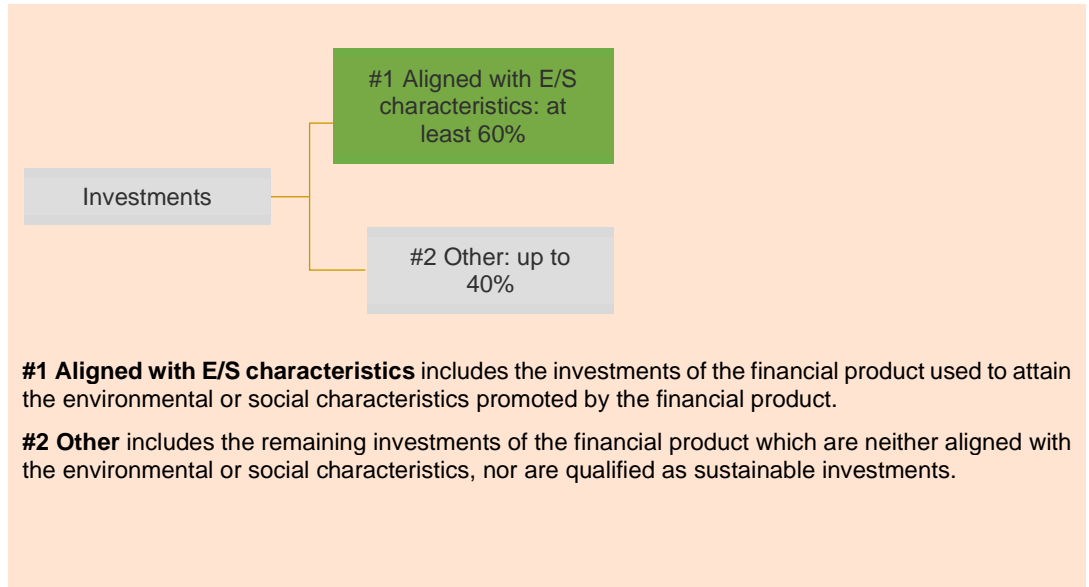 #1 Aligned with E/S
characteristics: at
least 60%
Investments
#2 Other: up to
40%
#1 Aligned with E/S characteristics includes the investments of the financial product used to attain
the environmental or social characteristics promoted by the financial product.
#2 Other includes the remaining investments of the financial product which are neither aligned with
the environmental or social characteristics, nor are qualified as sustainable investments.